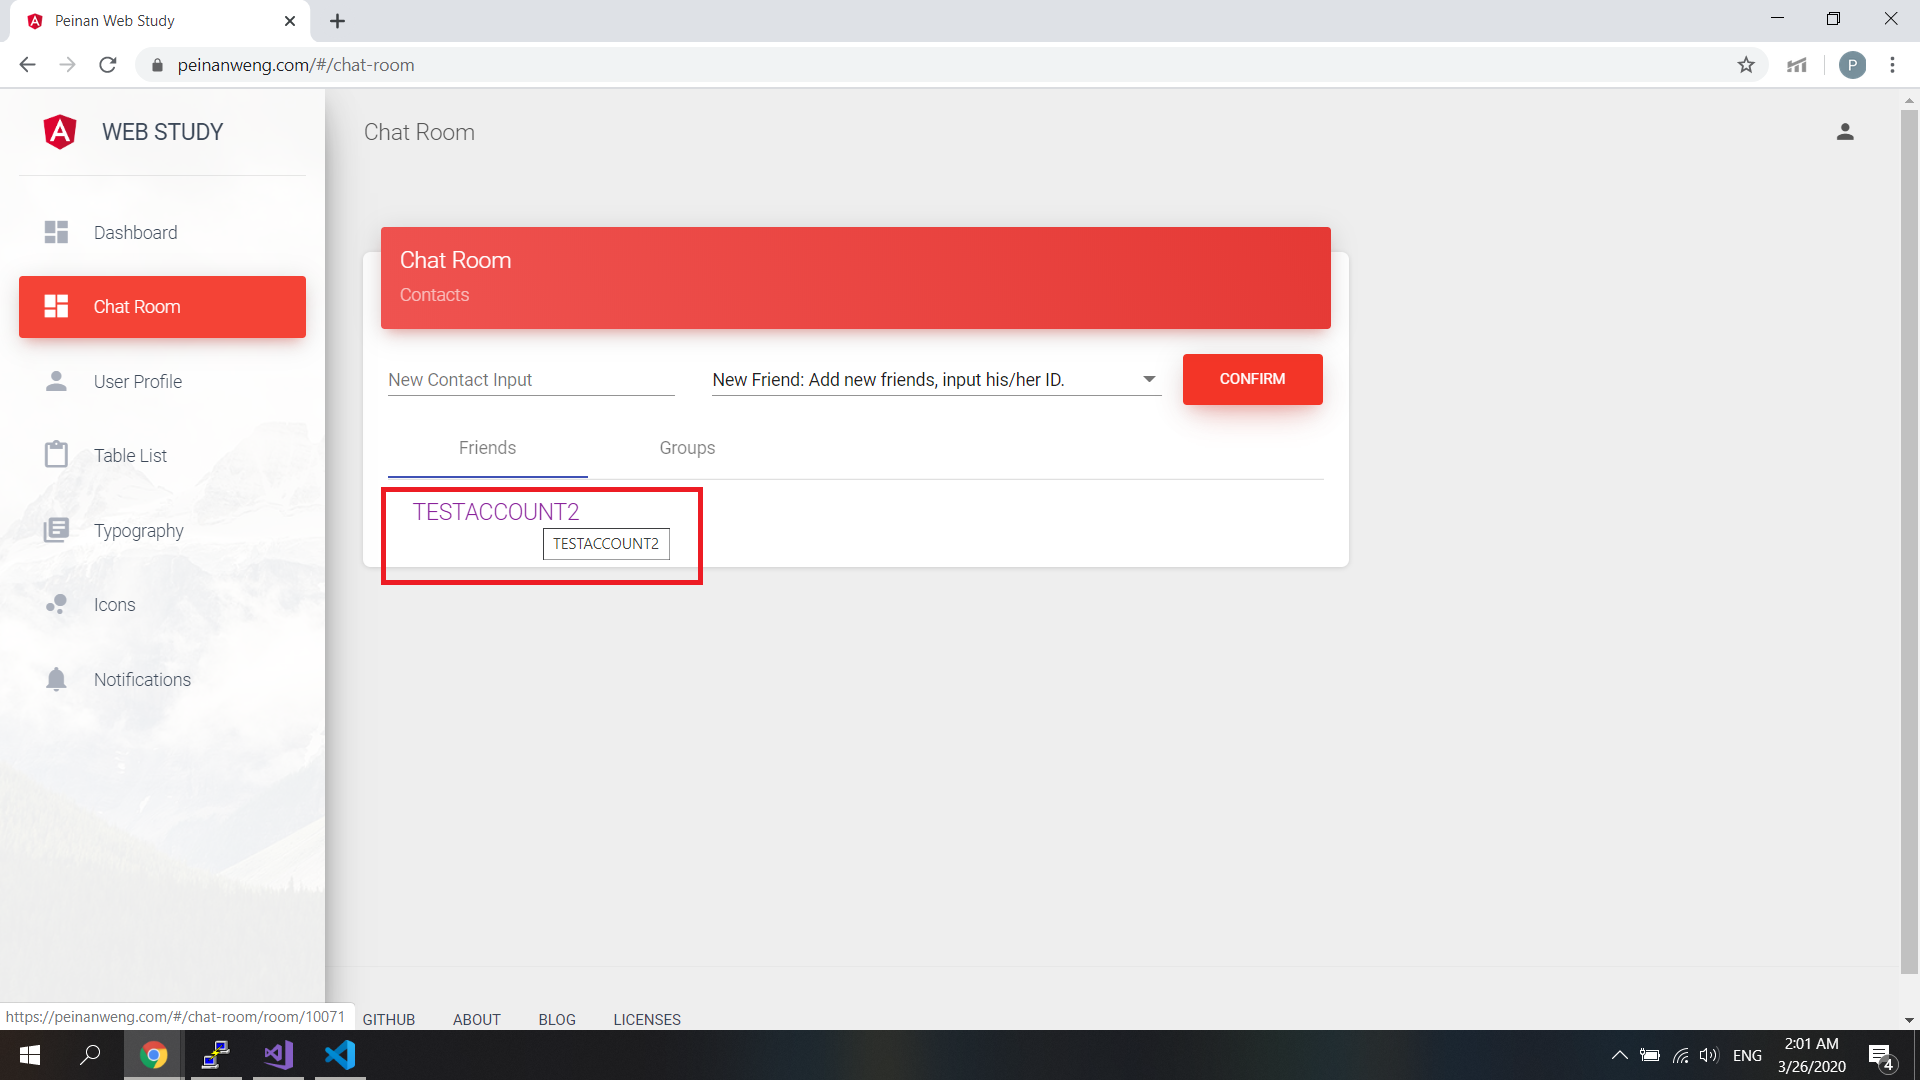 Peinan Web Study
peinanweng.com/#/chat-room
P
WEB STUDY
Chat Room
Dashboard
Chat Room
User Profile
Table List
Typography
Icons
Notifications
Chat Room
Contacts
New Contact Input
New Friend: Add new friends, input his/her ID.
CONFIRM
Friends
Groups
TESTACCOUNT2
TESTACCOUNT2
https://peinanweng.com/#/chat-room/room/10071
GITHUB
ABOUT
BLOG
LICENSES
ENG
2:01 AM
3/26/2020
4